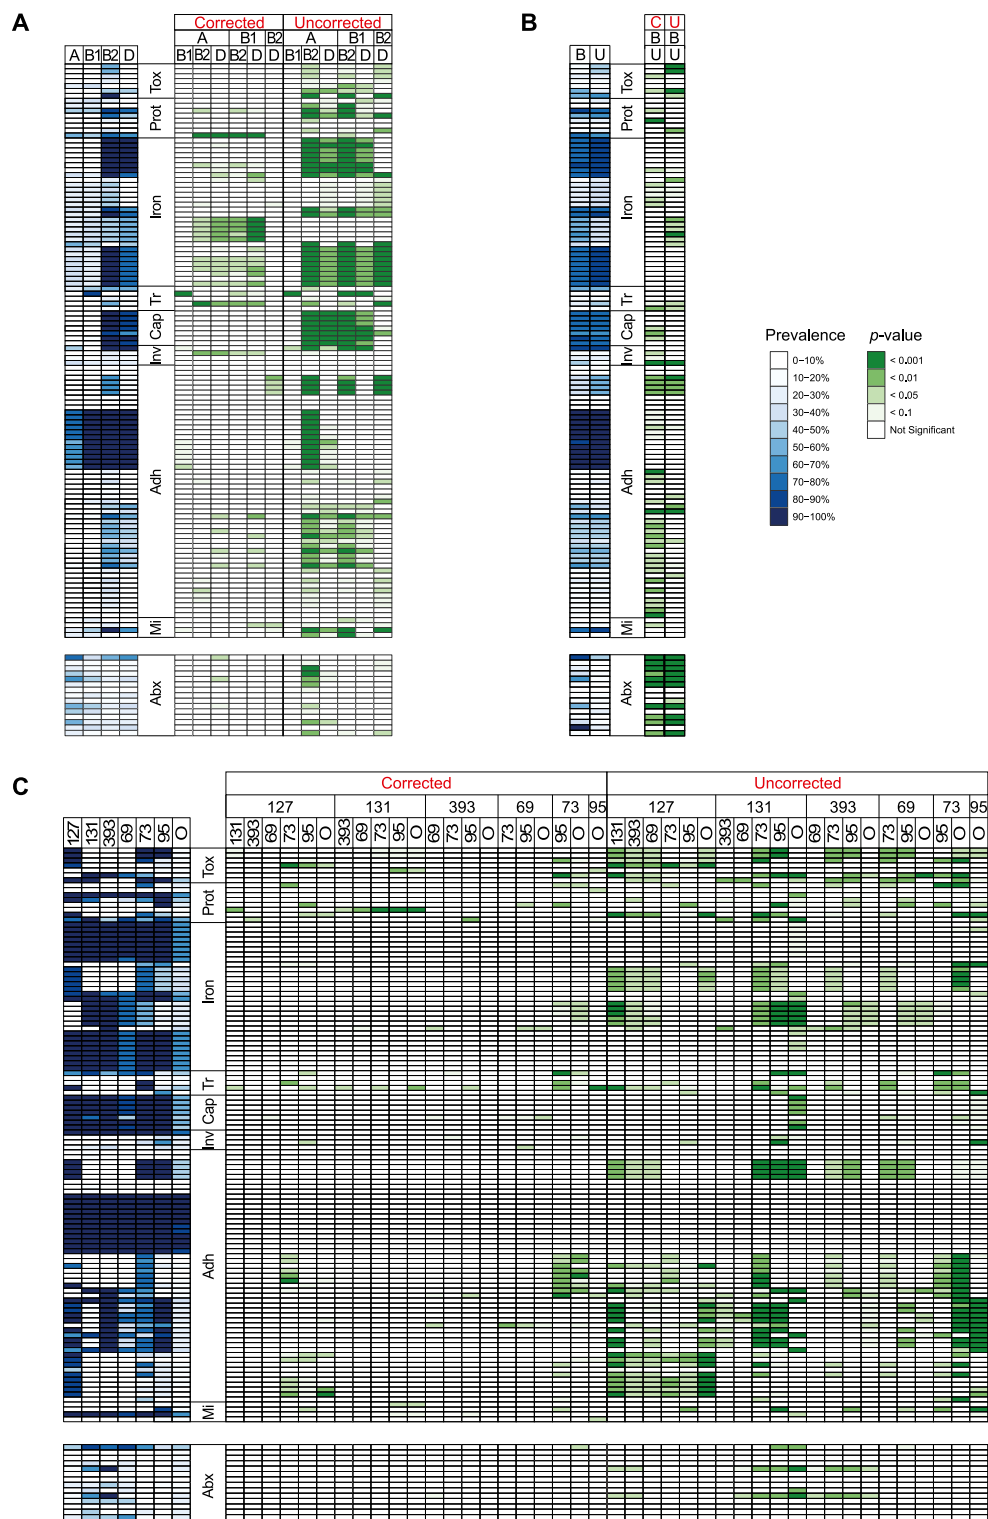 A
Corrected Uncorrected
A B1 B2 A B1 B2
A B1 B2 D B1 B2 D B2 D D B1 B2 D B2 D D
Tox
Prot
Iron
Tr
Cap
Inv
Adh
Mi
Abx
B
C U
B B
B U U U
Tox
Prot
Iron
Tr
Cap
Inv
Adh
Mi
Abx
Prevalence
0–10%
10–20%
20–30%
30–40%
40–50%
50–60%
60–70%
70–80%
80–90%
90–100%
p-value
< 0.001
< 0.01
< 0.05
< 0.1
Not Significant
C
Corrected Uncorrected
127 131 393 69 73 95 127 131 393 69 73 95
127 131 393 69 73 95 O 131 393 69 73 95 O 393 69 73 95 O 69 73 95 O 73 95 O 95 O O 131 393 69 73 95 O 393 69 73 95 O 69 73 95 O 73 95 O 95 O O
Tox
Prot
Iron
Tr
Cap
Inv
Adh
Mi
Abx